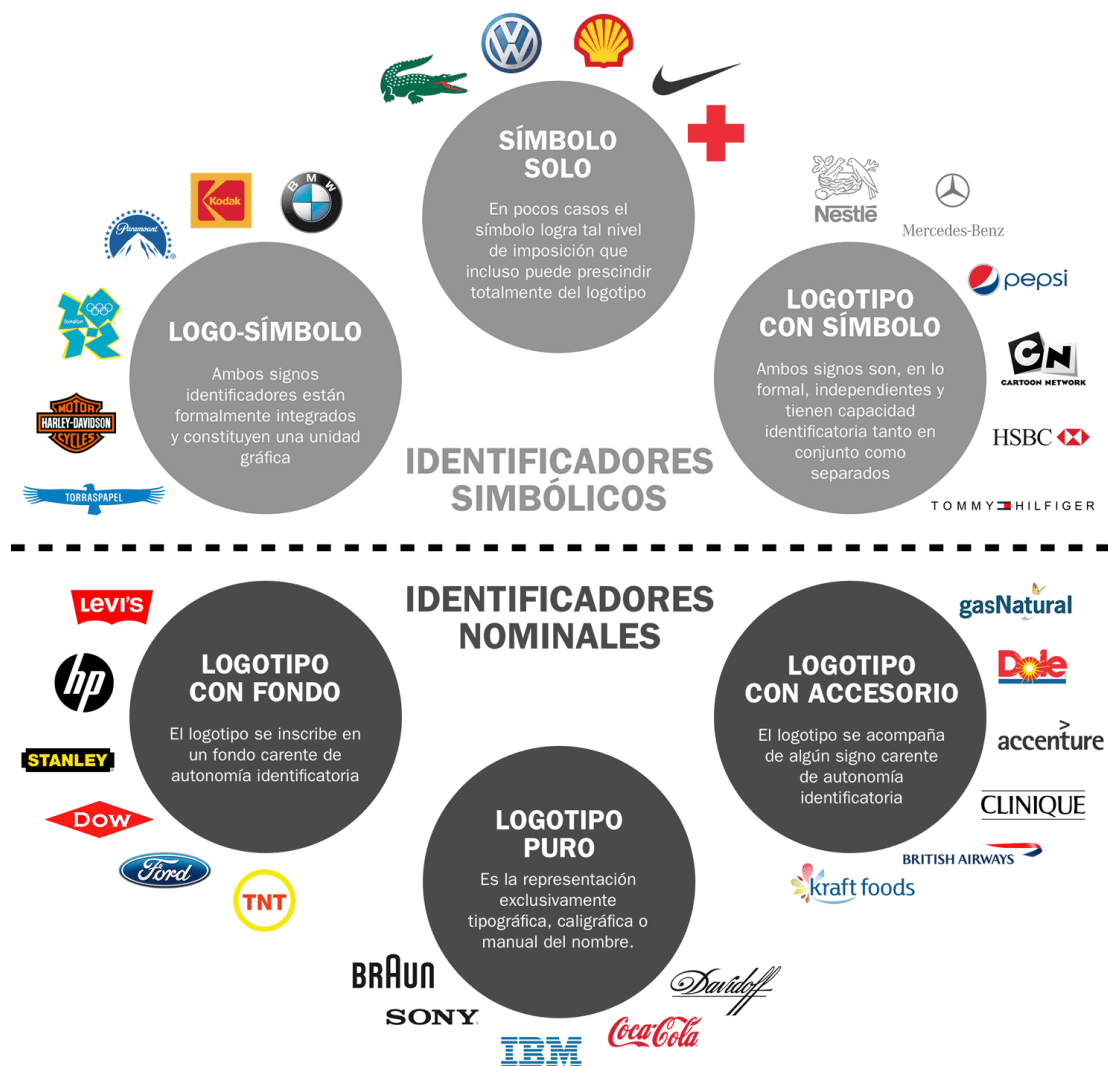 SÍMBOLO
SOLO
En pocos casos el
símbolo logra tal nivel
de imposición que
incluso puede prescindir
totalmente del logotipo
Kodak
BMW
Paramount
london
MOTOR
HARLEY-DAVIDSON
CYCLES
TORRASPAPEL
LOGO-SÍMBOLO
Ambos signos
identificadores están
formalmente integrados
y constituyen una unidad
gráfica
Nestlé
Mercedes-Benz
pepsi
CN
CARTOON NETWORK
HSBC
TOMMY HILFIGER
LOGOTIPO
CON SÍMBOLO
Ambos signos son, en lo
formal, independientes y
tienen capacidad
identificatoria tanto en
conjunto como
separados
IDENTIFICADORES
SIMBÓLICOS
IDENTIFICADORES
NOMINALES
LEVI'S
hp
STANLEY
DOW
Ford
TNT
LOGOTIPO
CON FONDO
El logotipo se inscribe en
un fondo carente de
autonomía identificatoria
LOGOTIPO
CON ACCESORIO
El logotipo se acompaña
de algún signo carente
de autonomía
identificatoria
gasNatural
Dole
accenture
CLINIQUE
BRITISH AIRWAYS
kraft foods
LOGOTIPO
PURO
Es la representación
exclusivamente
tipográfica, caligráfica o
manual del nombre.
BRAUN
SONY
IBM
Coca-Cola
Davidoff